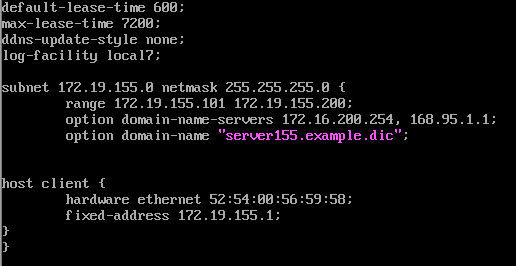 default-lease-time 600;
max-lease-time 7200;
ddns-update-style none;
log-facility local7;
subnet 172.19.155.0 netmask 255.255.255.0 {
range 172.19.155.101 172.19.155.200;
option domain-name-servers 172.16.200.254, 168.95.1.1;
option domain-name "server155.example.dic";
host client {
hardware ethernet 52:54:00:56:59:58;
fixed-address 172.19.155.1;
}
}